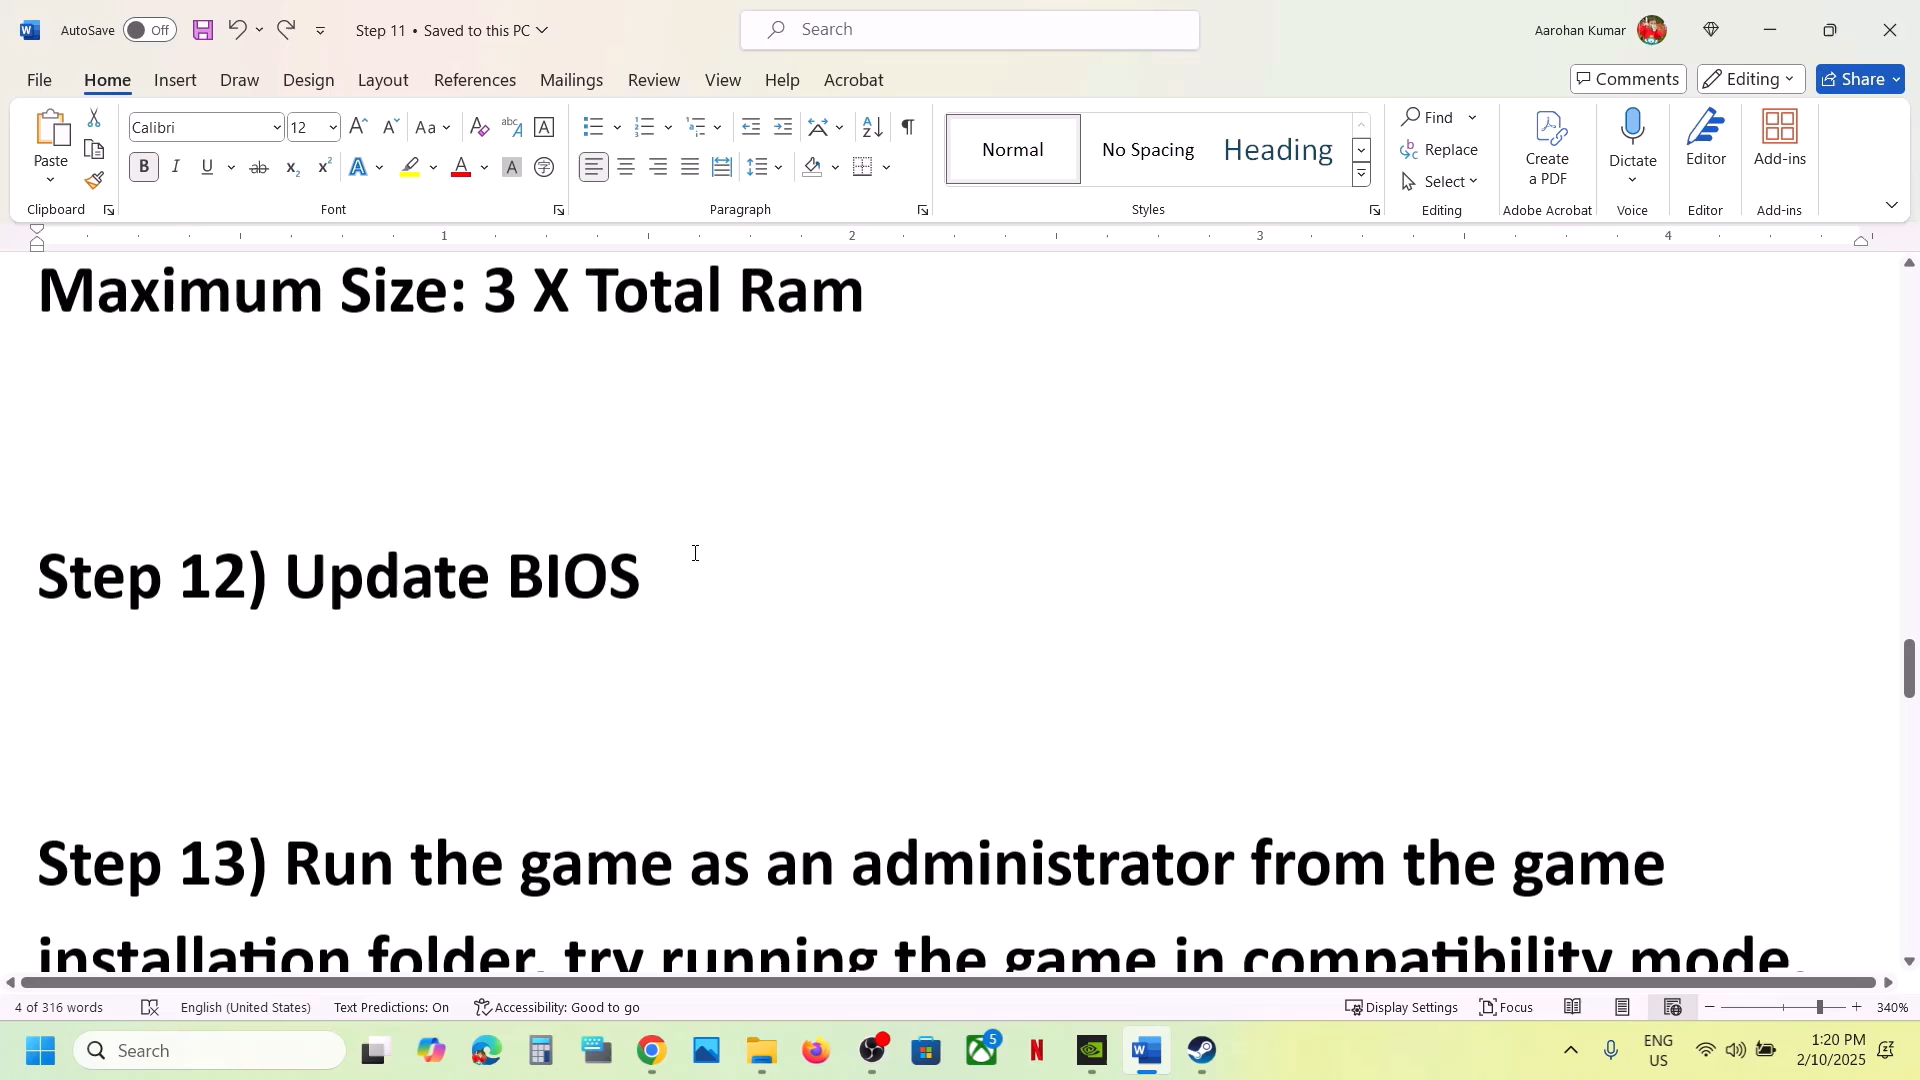 AutoSave Off Step 11 • Saved to this PC Search Aarohan Kumar
File Home Insert Draw Design Layout References Mailings Review View Help Acrobat Comments Editing Share
Paste Calibri 12 Aa Normal No Spacing Heading Find Replace Select Create a PDF Dictate Editor Add-ins
Clipboard Font Paragraph Styles Editing Adobe Acrobat Voice Editor Add-ins
1 2 3 4
Maximum Size: 3 X Total Ram
Step 12) Update BIOS
Step 13) Run the game as an administrator from the game
installation folder, try running the game in compatibility mode,
4 of 316 words English (United States) Text Predictions: On Accessibility: Good to go Display Settings Focus 340%
Search 5 ENG US 1:20 PM 2/10/2025